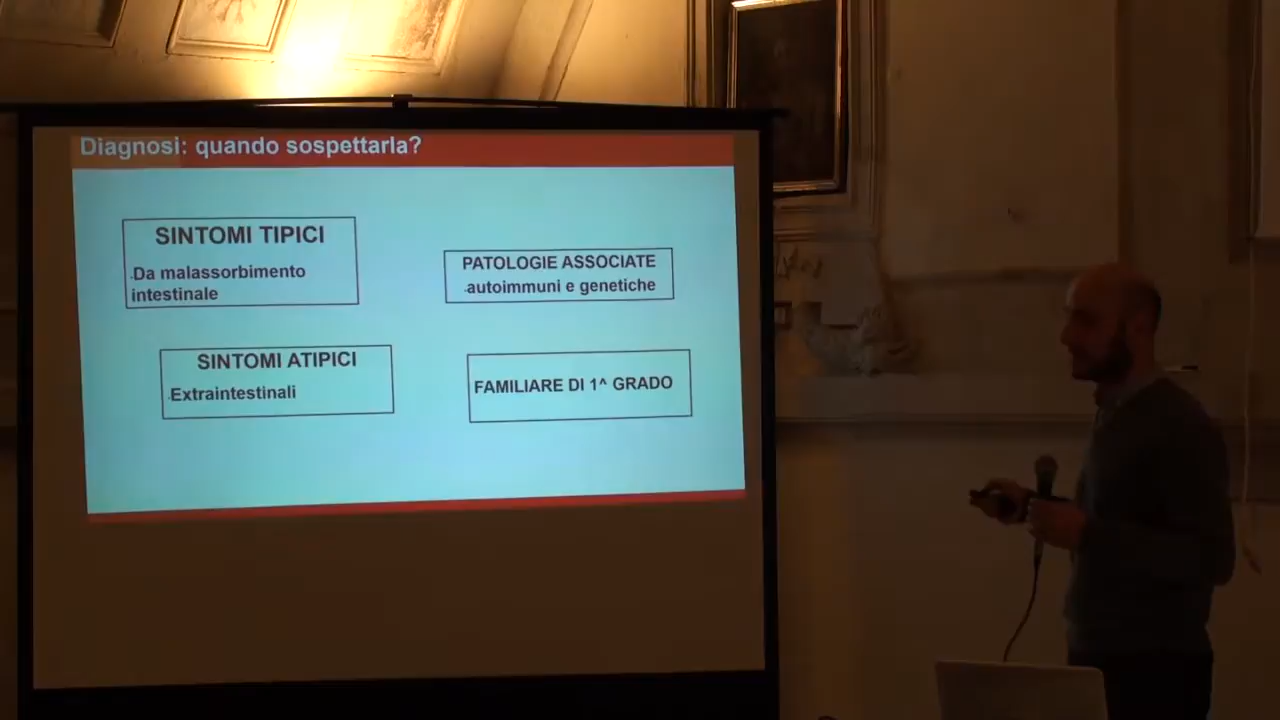 Diagnosi: quando sospettarla?
SINTOMI TIPICI
.Da malassorbimento
intestinale
PATOLOGIE ASSOCIATE
.autoimmuni e genetiche
SINTOMI ATIPICI
.Extraintestinali
FAMILIARE DI 1^ GRADO